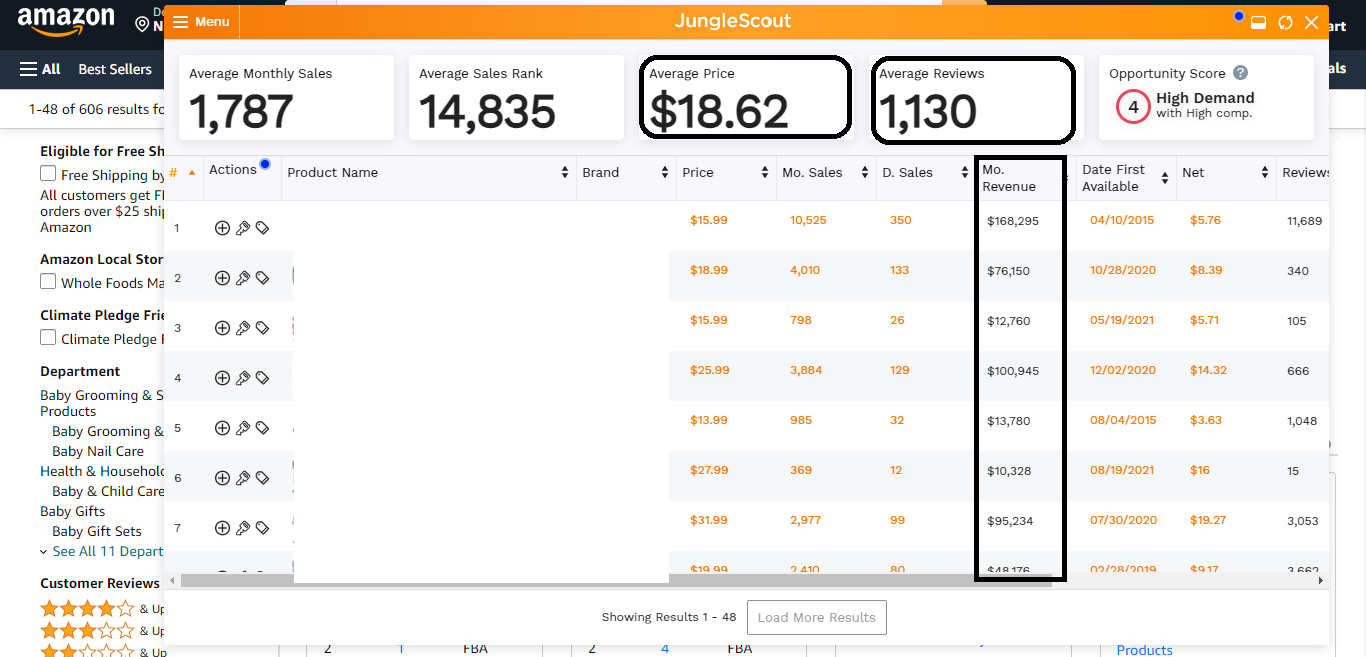 amazon
De
N
Menu
JungleScout
art
All
Best Sellers
als
1-48 of 606 results fo
Average Monthly Sales
1,787
Average Sales Rank
14,835
Average Price
$18.62
Average Reviews
1,130
Opportunity Score ?
4
High Demand
with High comp.
Eligible for Free Sh
Free Shipping by
All customers get F
orders over $25 ship
Amazon
Amazon Local Stor
Whole Foods Ma
Climate Pledge Frie
Climate Pledge F
Department
Baby Grooming & S
Products
Baby Grooming &
Baby Nail Care
Health & Household
Baby & Child Care
Baby Gifts
Baby Gift Sets
See All 11 Depart
Customer Reviews
& Up
& Up
& Up
# Actions Product Name Brand Price Mo. Sales D. Sales Mo. Revenue Date First Available Net Reviews
1 $15.99 10,525 350 $168,295 04/10/2015 $5.76 11,689
2 $18.99 4,010 133 $76,150 10/28/2020 $8.39 340
3 $15.99 798 26 $12,760 05/19/2021 $5.71 105
4 $25.99 3,884 129 $100,945 12/02/2020 $14.32 666
5 $13.99 985 32 $13,780 08/04/2015 $3.63 1,048
6 $27.99 369 12 $10,328 08/19/2021 $16 15
7 $31.99 2,977 99 $95,234 07/30/2020 $19.27 3,053
$19.99 2,410 80 $48,176 02/28/2019 $9.17 3,662
Showing Results 1 - 48
Load More Results
2 1 FBA 2 4 FBA
Products